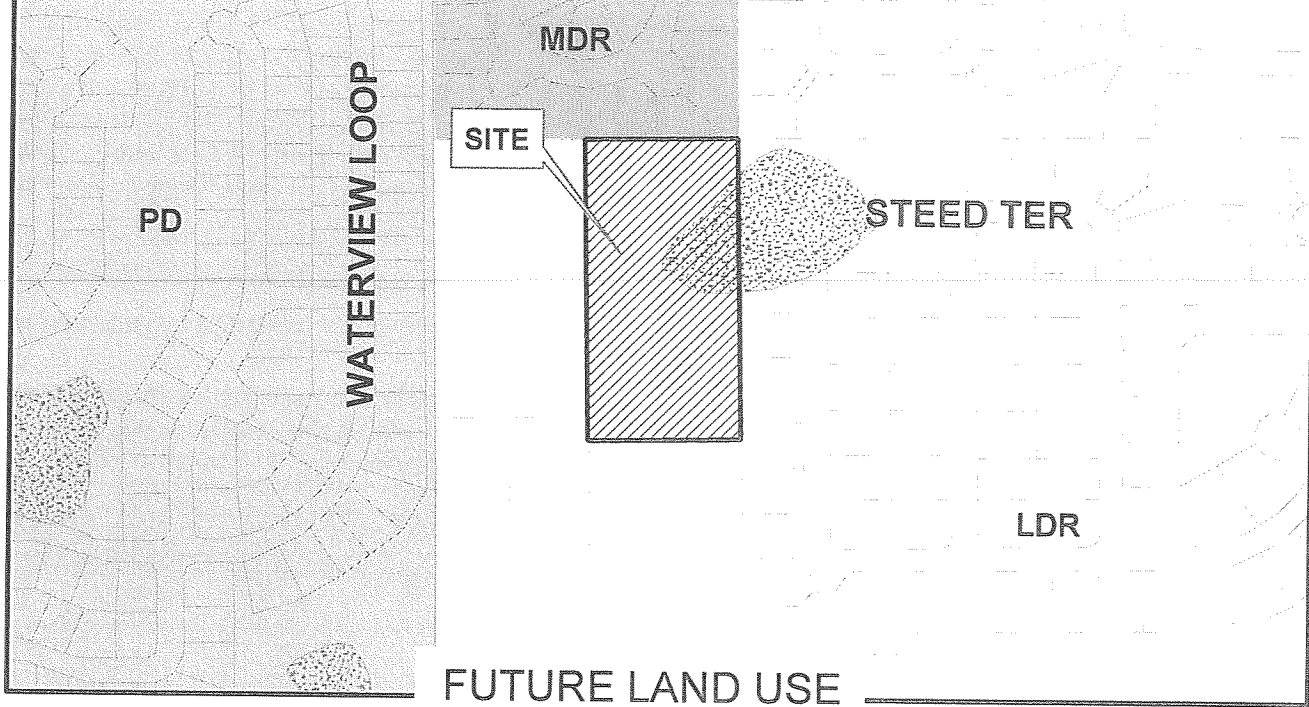 MDR
SITE
WATERVIEW LOOP
PD
STEED TER
LDR
FUTURE LAND USE